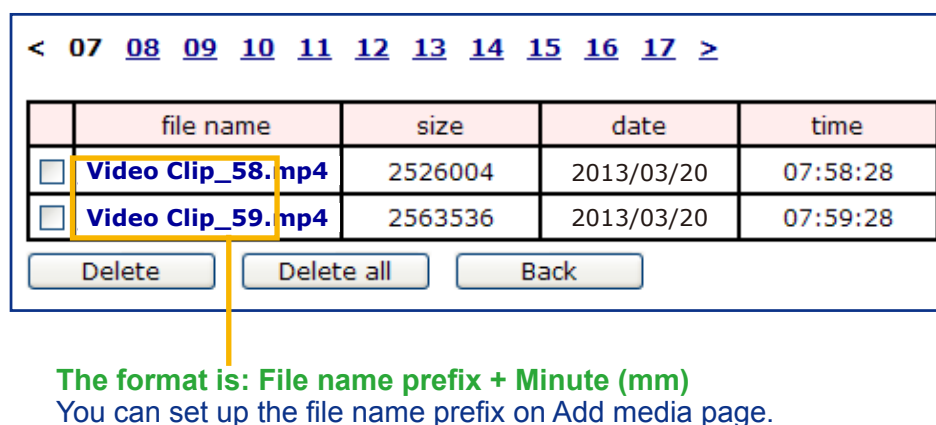 < 07 08 09 10 11 12 13 14 15 16 17 >
file name size date time
Video Clip_58.mp4 2526004 2013/03/20 07:58:28
Video Clip_59.mp4 2563536 2013/03/20 07:59:28
Delete Delete all Back
The format is: File name prefix + Minute (mm)
You can set up the file name prefix on Add media page.